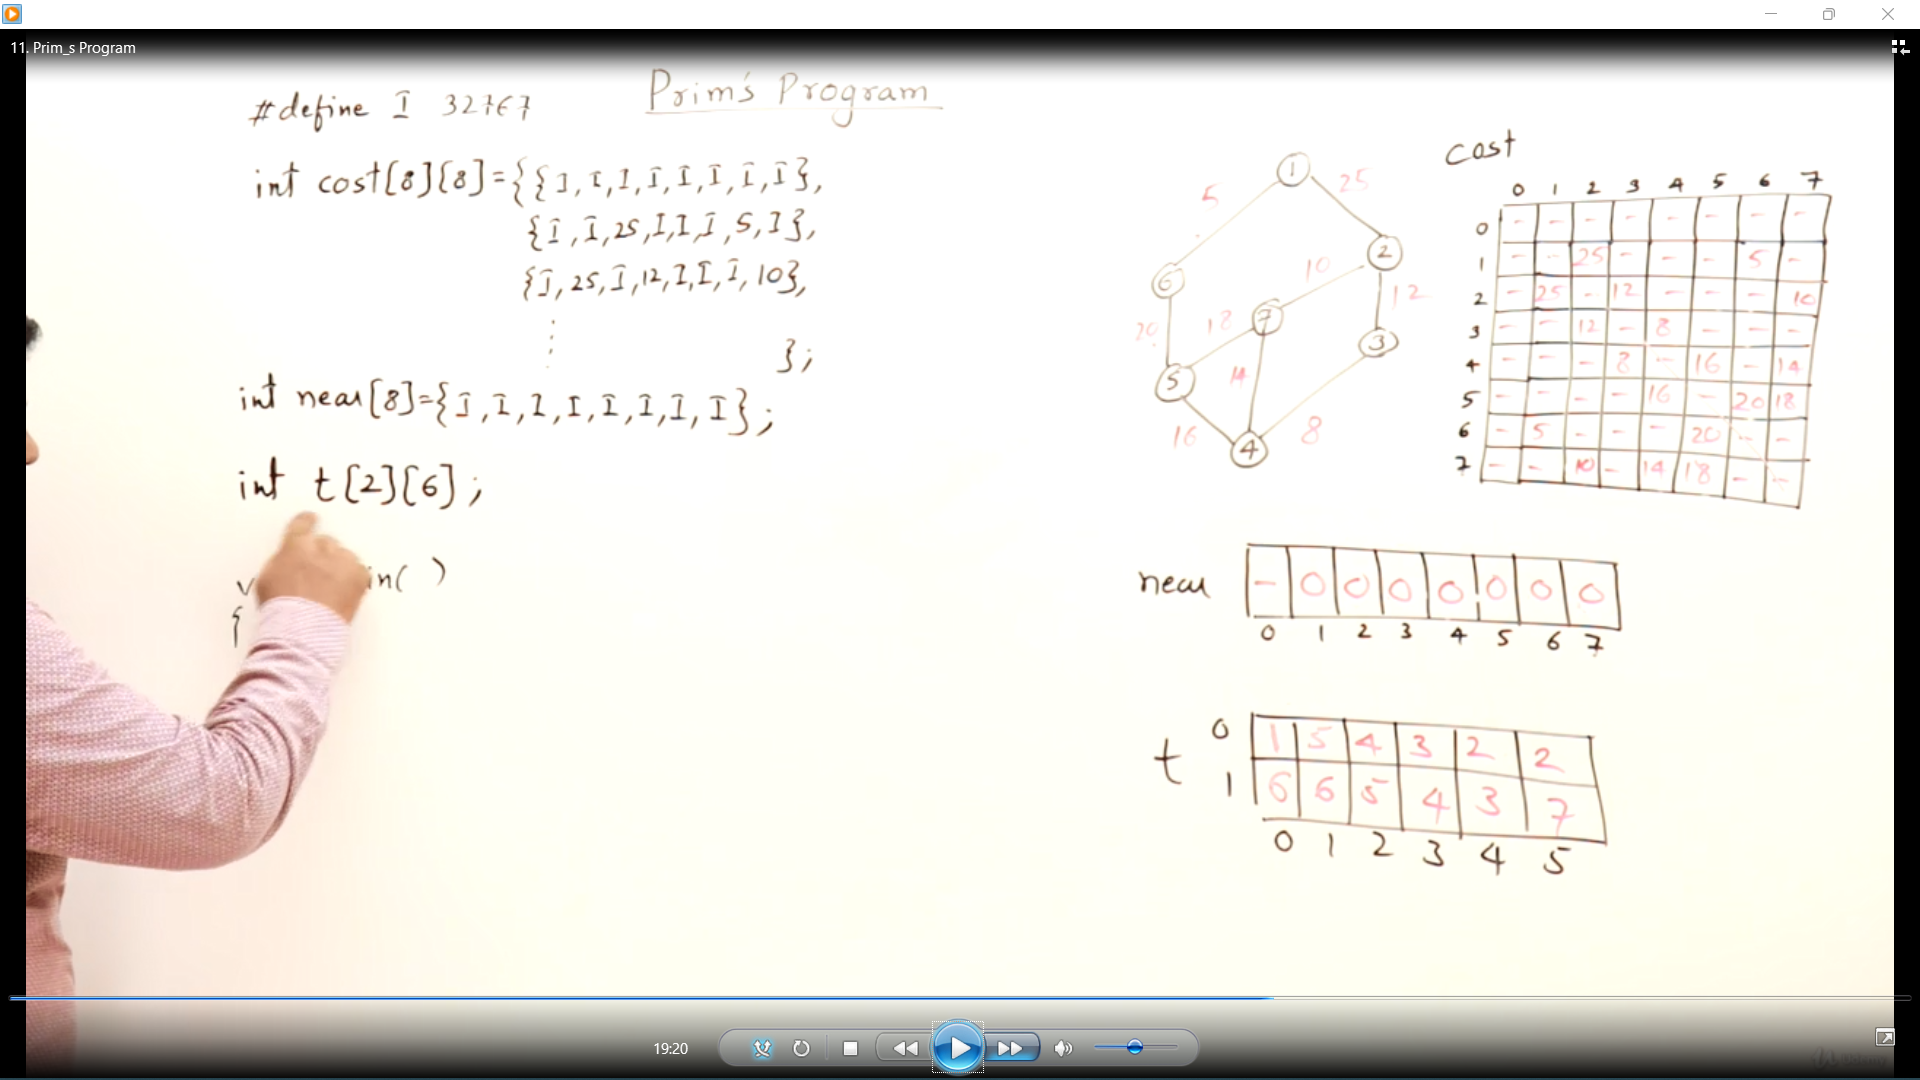 11. Prim_s Program
Prim's Program
#define I 32767
int cost[8][8]={{I,I,I,I,I,I,I,I},
{I,I,25,I,I,I,5,I},
{I,25,I,12,I,I,I,10},
};
int near[8]={I,I,I,I,I,I,I,I};
int t[2][6];
in( )
{
1
5
25
2
6
10
12
7
18
20
3
5
14
16
8
4
cost
0 1 2 3 4 5 6 7
0 - - - - - - - -
1 - - 25 - - - 5 -
2 - 25 - 12 - - - 10
3 - - 12 - 8 - - -
4 - - - 8 - 16 - 14
5 - - - - 16 - 20 18
6 - 5 - - - 20 - -
7 - - 10 - 14 18 - -
near - 0 0 0 0 0 0 0
0 1 2 3 4 5 6 7
t
0 1 5 4 3 2 2
1 6 6 5 4 3 7
0 1 2 3 4 5
19:20